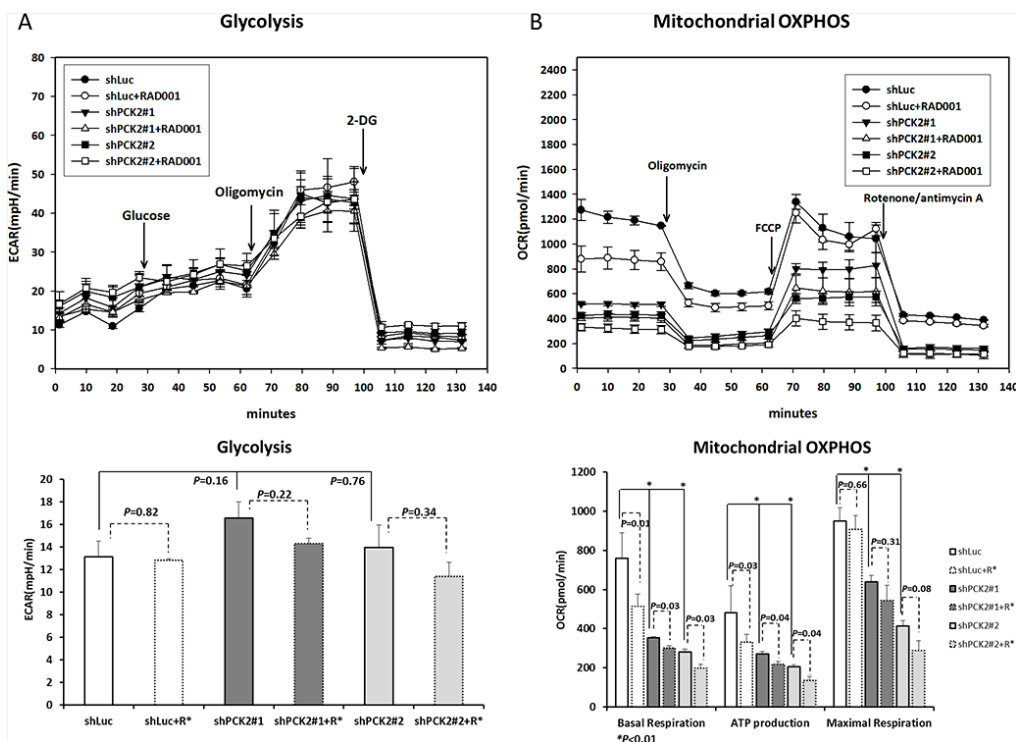 A
Glycolysis
80
70
60
50
40
30
20
10
0
ECAR(mpH/min)
shLuc
shLuc+RAD001
shPCK2#1
shPCK2#1+RAD001
shPCK2#2
shPCK2#2+RAD001
Glucose
Oligomycin
2-DG
0 10 20 30 40 50 60 70 80 90 100 110 120 130 140
minutes
B
Mitochondrial OXPHOS
2400
2200
2000
1800
1600
1400
1200
1000
800
600
400
200
0
OCR(pmol/min)
shLuc
shLuc+RAD001
shPCK2#1
shPCK2#1+RAD001
shPCK2#2
shPCK2#2+RAD001
Oligomycin
FCCP
Rotenone/antimycin A
0 10 20 30 40 50 60 70 80 90 100 110 120 130 140
minutes
Glycolysis
20
18
16
14
12
10
8
6
4
2
0
ECAR(mpH/min)
P=0.16
P=0.76
P=0.82
P=0.22
P=0.34
shLuc shLuc+R* shPCK2#1 shPCK2#1+R* shPCK2#2 shPCK2#2+R*
Mitochondrial OXPHOS
1200
1000
800
600
400
200
0
OCR(pmol/min)
* *
P=0.01
P=0.03
P=0.03
* *
P=0.03
P=0.04
P=0.04
* *
P=0.66
P=0.31
P=0.08
Basal Respiration ATP production Maximal Respiration
*P<0.01
shLuc
shLuc+R*
shPCK2#1
shPCK2#1+R*
shPCK2#2
shPCK2#2+R*